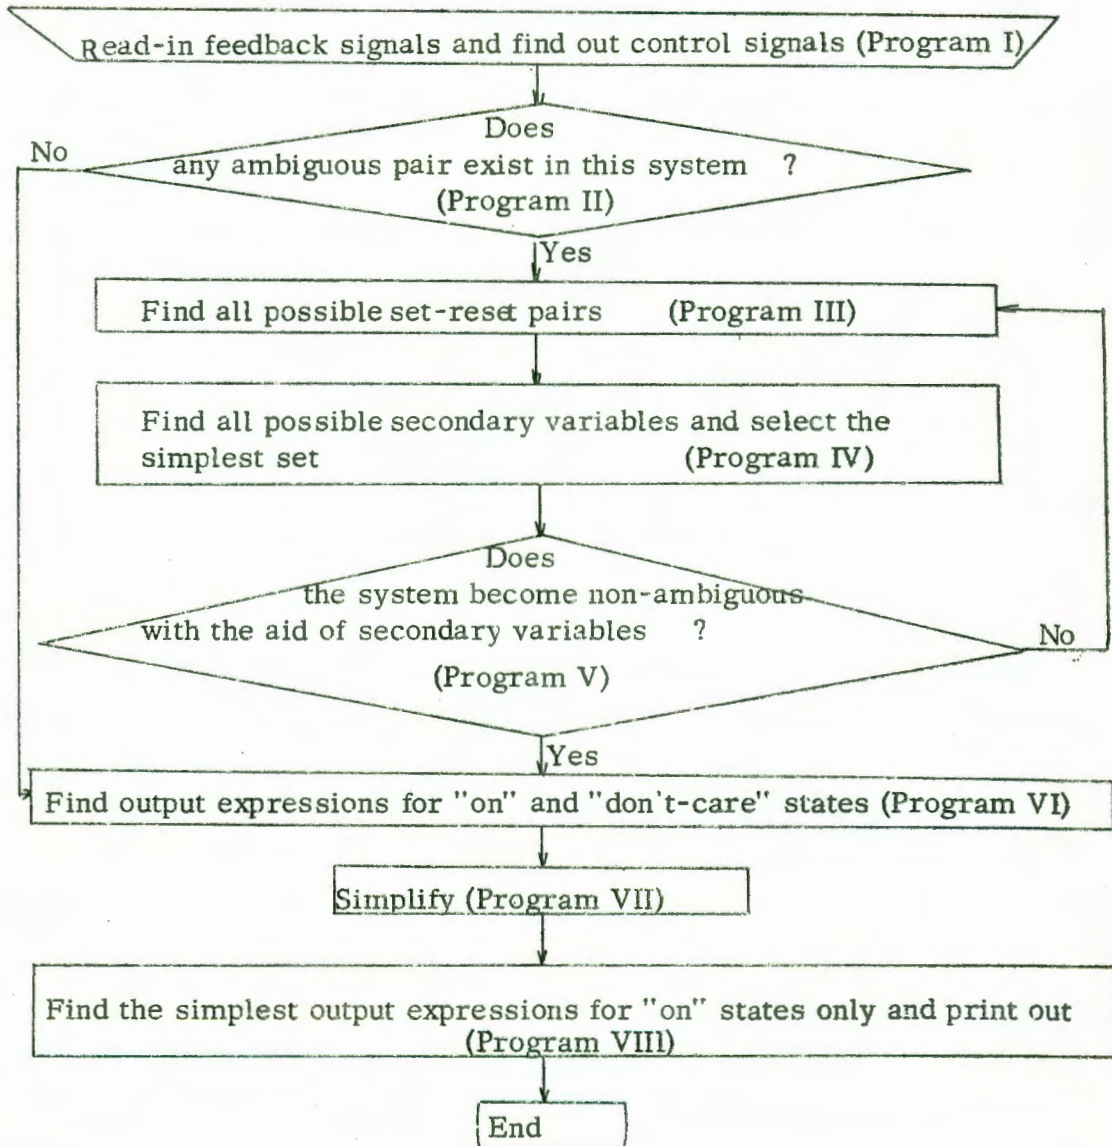 Read-in feedback signals and find out control signals (Program I)
Does
No
any ambiguous pair exist in this system ?
(Program II)
Yes
Find all possible set-reset pairs (Program III)
Find all possible secondary variables and select the
simplest set (Program IV)
Does
the system become non-ambiguous
with the aid of secondary variables ?
No
(Program V)
Yes
Find output expressions for "on" and "don't-care" states (Program VI)
Simplify (Program VII)
Find the simplest output expressions for "on" states only and print out
(Program VIII)
End